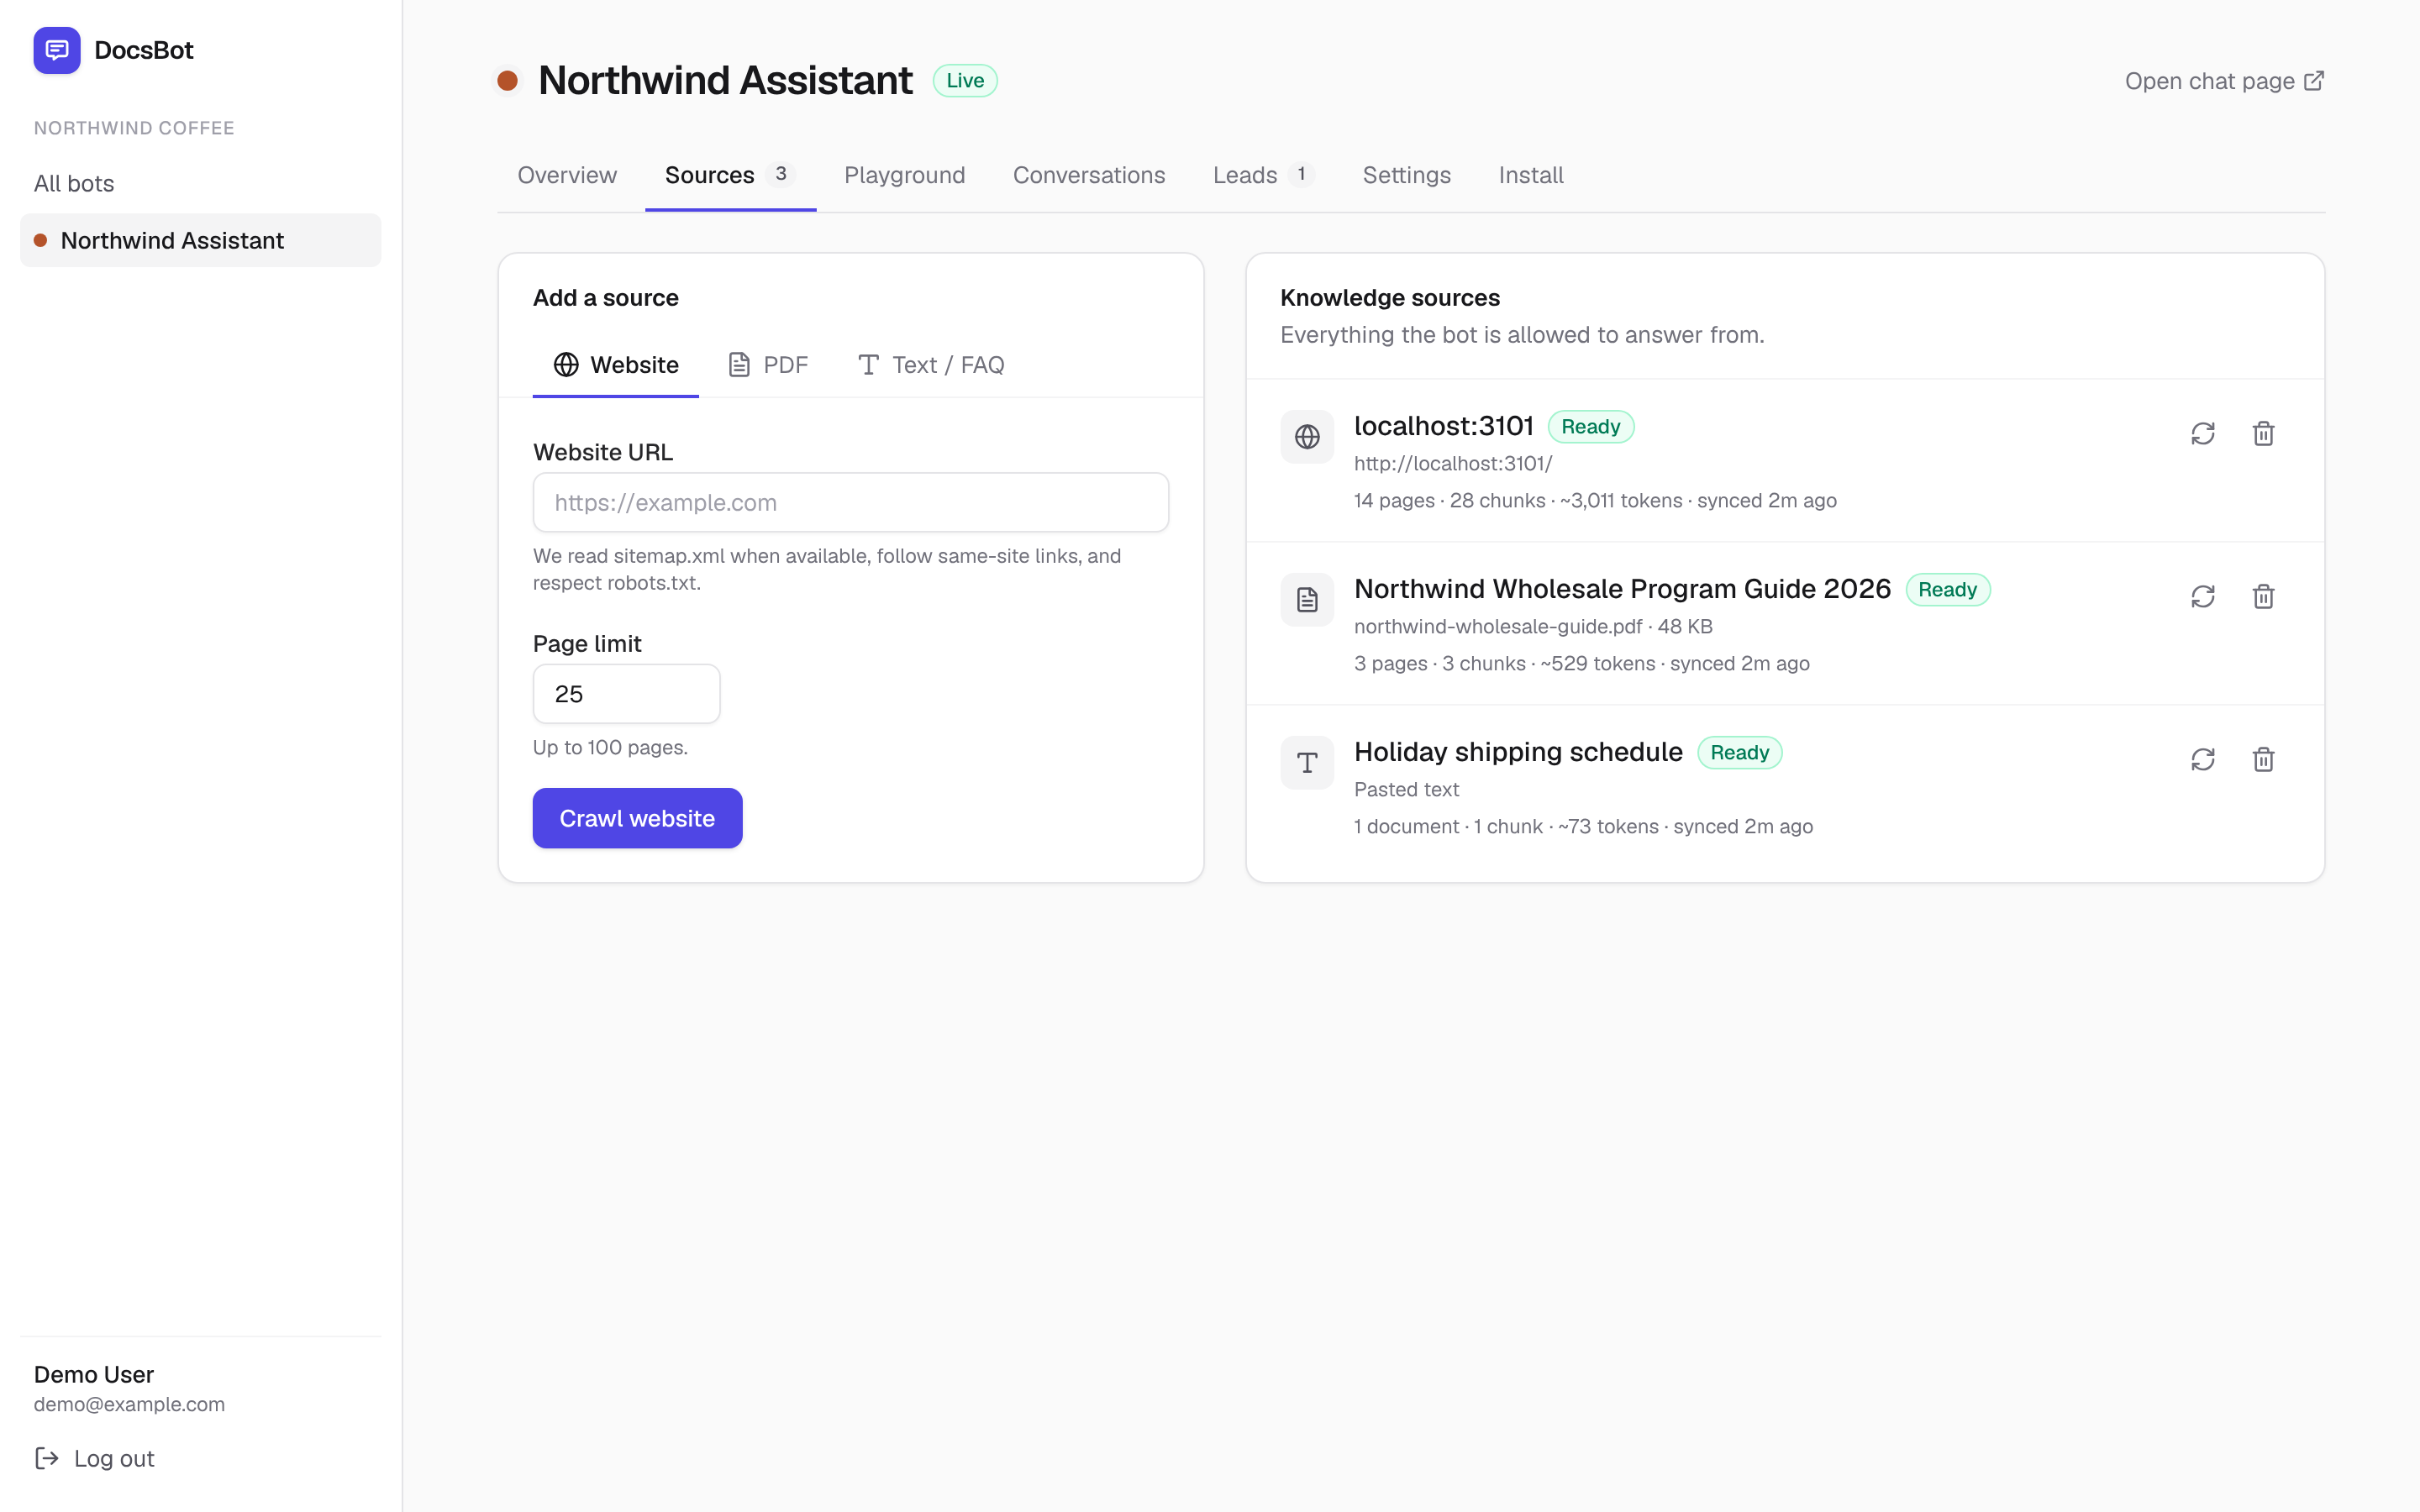 DocsBot
NORTHWIND COFFEE
All bots
Northwind Assistant
Demo User
demo@example.com
Log out
Northwind Assistant
Live
Open chat page
Overview
Sources 3
Playground
Conversations
Leads 1
Settings
Install
Add a source
Website
PDF
Text / FAQ
Website URL
https://example.com
We read sitemap.xml when available, follow same-site links, and
respect robots.txt.
Page limit
25
Up to 100 pages.
Crawl website
Knowledge sources
Everything the bot is allowed to answer from.
localhost:3101 Ready
http://localhost:3101/
14 pages · 28 chunks · ~3,011 tokens · synced 2m ago
Northwind Wholesale Program Guide 2026 Ready
northwind-wholesale-guide.pdf · 48 KB
3 pages · 3 chunks · ~529 tokens · synced 2m ago
Holiday shipping schedule Ready
Pasted text
1 document · 1 chunk · ~73 tokens · synced 2m ago